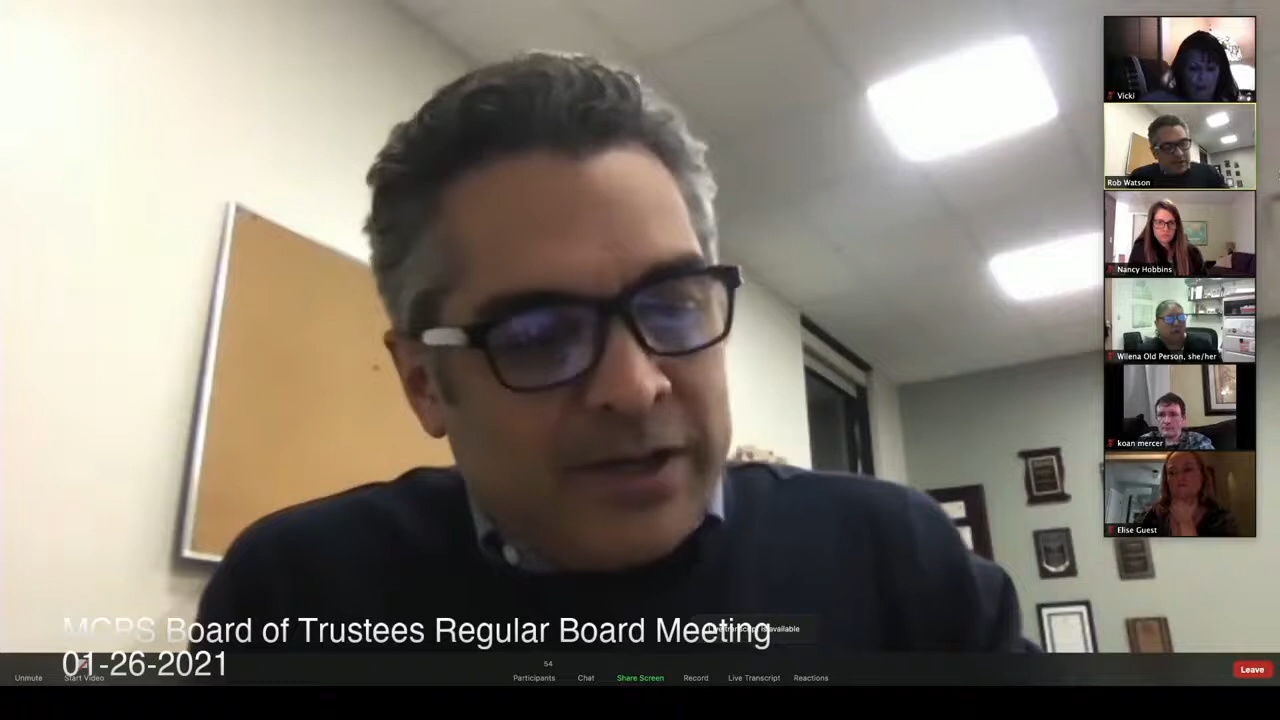 Vicki
Rob Watson
Nancy Hobbins
Wilena Old Person, she/her
koan mercer
Elise Guest
MCPS Board of Trustees Regular Board Meeting
01-26-2021
54
Unmute
Start Video
Participants
Chat
Share Screen
Record
Live Transcript
Reactions
Leave